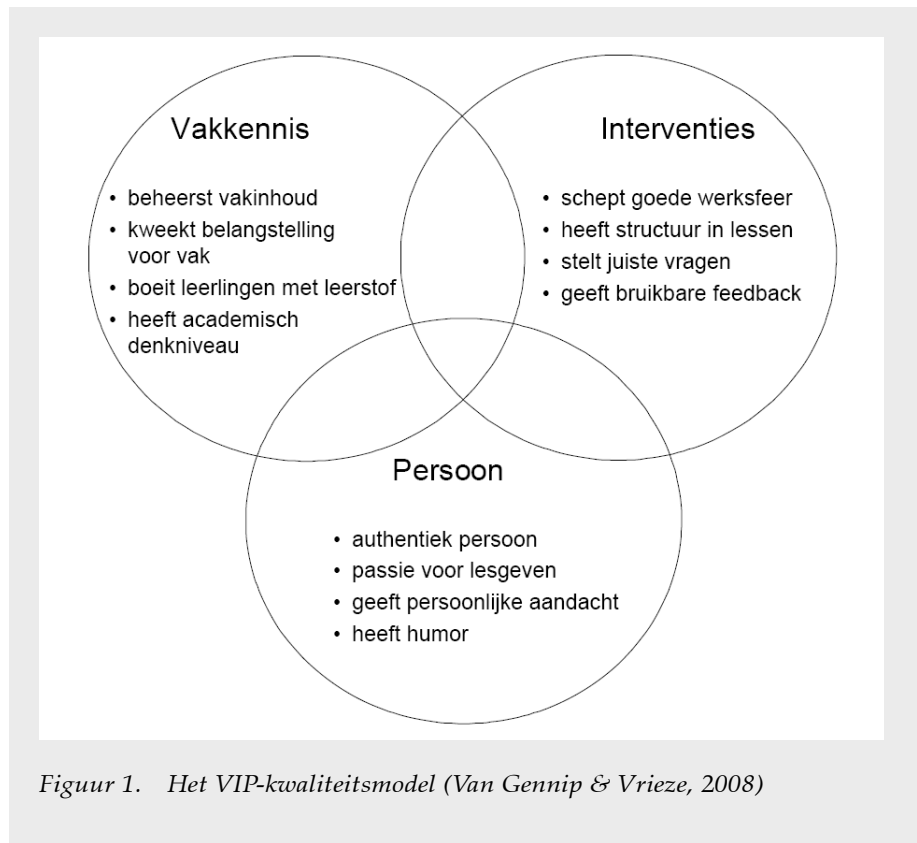 Vakkennis
• beheerst vakinhoud
• kweekt belangstelling
voor vak
• boeit leerlingen met leerstof
• heeft academisch
denkniveau
Interventies
• schept goede werksfeer
• heeft structuur in lessen
• stelt juiste vragen
• geeft bruikbare feedback
Persoon
• authentiek persoon
• passie voor lesgeven
• geeft persoonlijke aandacht
• heeft humor
Figuur 1. Het VIP-kwaliteitsmodel (Van Gennip & Vrieze, 2008)